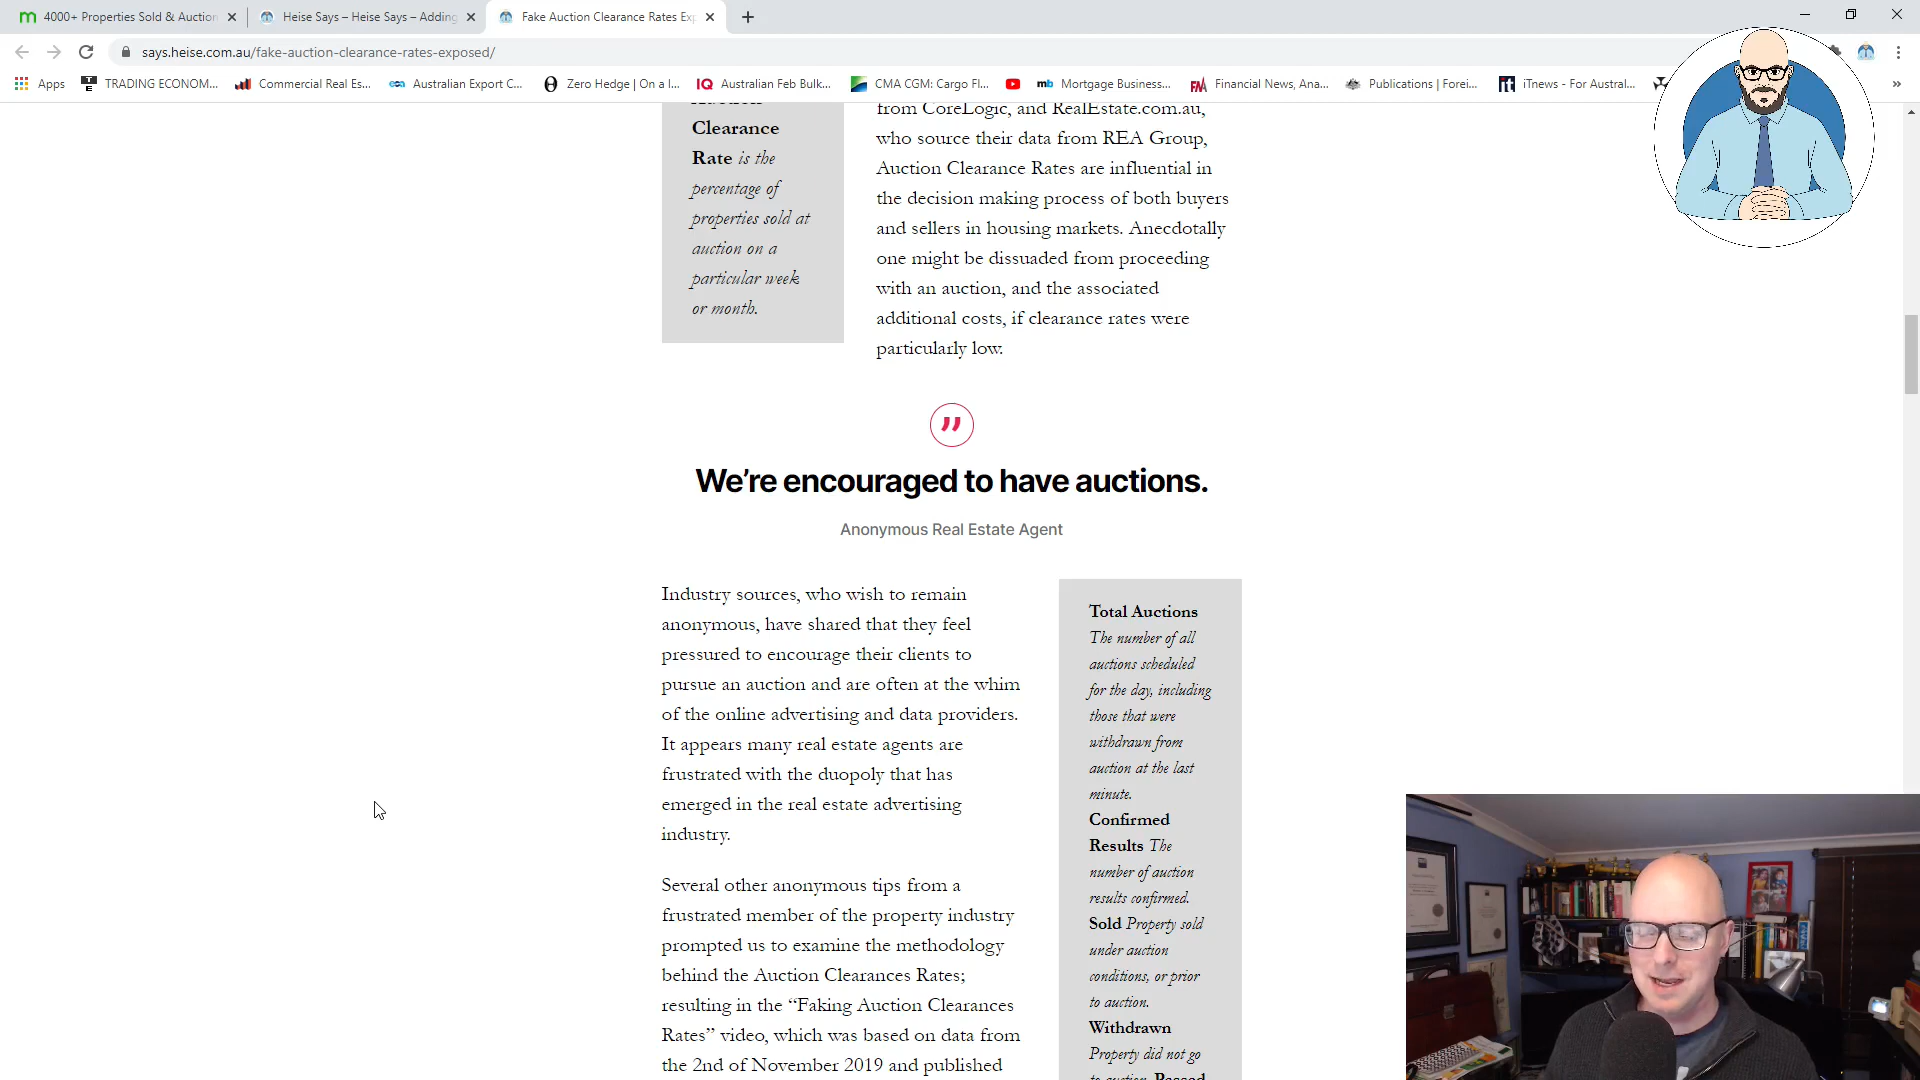 4000+ Properties Sold & Auction
Heise Says – Heise Says – Adding
Fake Auction Clearance Rates Exp
says.heise.com.au/fake-auction-clearance-rates-exposed/
Apps
TRADING ECONOM...
Commercial Real Es...
Australian Export C...
Zero Hedge | On a l...
Australian Feb Bulk...
CMA CGM: Cargo Fl...
Mortgage Business...
Financial News, Ana...
Publications | Forei...
iTnews - For Austral...
Auction
Clearance
Rate is the
percentage of
properties sold at
auction on a
particular week
or month.
from CoreLogic, and RealEstate.com.au,
who source their data from REA Group,
Auction Clearance Rates are influential in
the decision making process of both buyers
and sellers in housing markets. Anecdotally
one might be dissuaded from proceeding
with an auction, and the associated
additional costs, if clearance rates were
particularly low.
”
We’re encouraged to have auctions.
Anonymous Real Estate Agent
Industry sources, who wish to remain
anonymous, have shared that they feel
pressured to encourage their clients to
pursue an auction and are often at the whim
of the online advertising and data providers.
It appears many real estate agents are
frustrated with the duopoly that has
emerged in the real estate advertising
industry.
Several other anonymous tips from a
frustrated member of the property industry
prompted us to examine the methodology
behind the Auction Clearances Rates;
resulting in the “Faking Auction Clearances
Rates” video, which was based on data from
the 2nd of November 2019 and published
Total Auctions
The number of all
auctions scheduled
for the day, including
those that were
withdrawn from
auction at the last
minute.
Confirmed
Results The
number of auction
results confirmed.
Sold Property sold
under auction
conditions, or prior
to auction.
Withdrawn
Property did not go
to auction. Passed